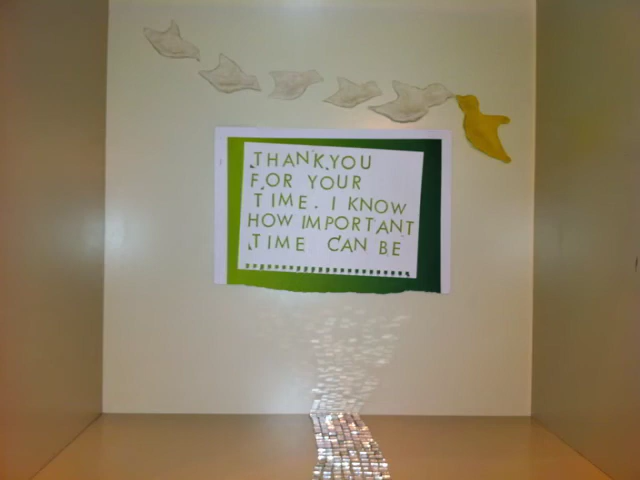 THANK YOU
FOR YOUR
TIME. I KNOW
HOW IMPORTANT
TIME CAN BE